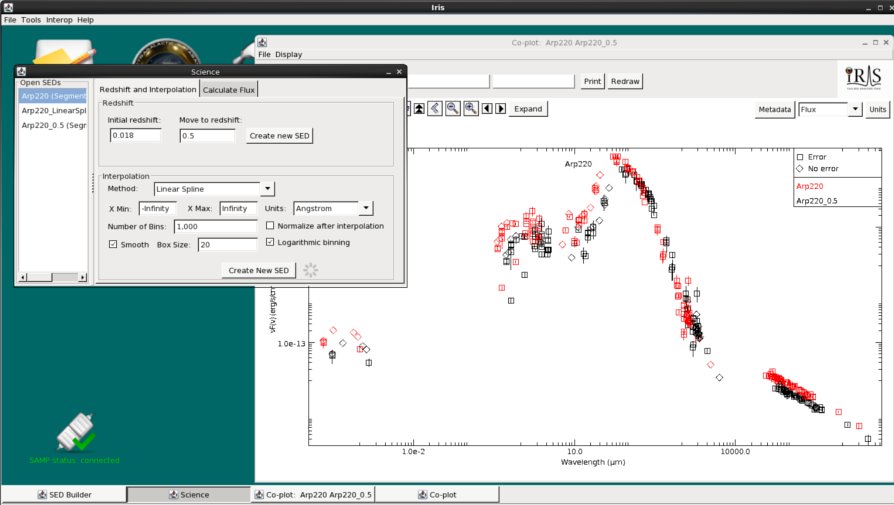 Iris
File Tools Interop Help
Co-plot: Arp220 Arp220_0.5
File Display
Print Redraw
IRIS
Expand
Metadata Flux Units
Science
Open SEDs
Arp220 (Segment
Arp220_LinearSpl
Arp220_0.5 (Segr
Redshift and Interpolation Calculate Flux
Redshift
Initial redshift: Move to redshift:
0.018 0.5 Create new SED
Interpolation
Method: Linear Spline
X Min: -Infinity X Max: Infinity Units: Angstrom
Number of Bins: 1,000 Normalize after interpolation
Smooth Box Size: 20 Logarithmic binning
Create New SED
Arp220
Error
No error
Arp220
Arp220_0.5
1.0e-13
1.0e-2 10.0 10000.0
Wavelength (μm)
SAMP status: connected
SED Builder Science Co-plot: Arp220 Arp220_0.5 Co-plot